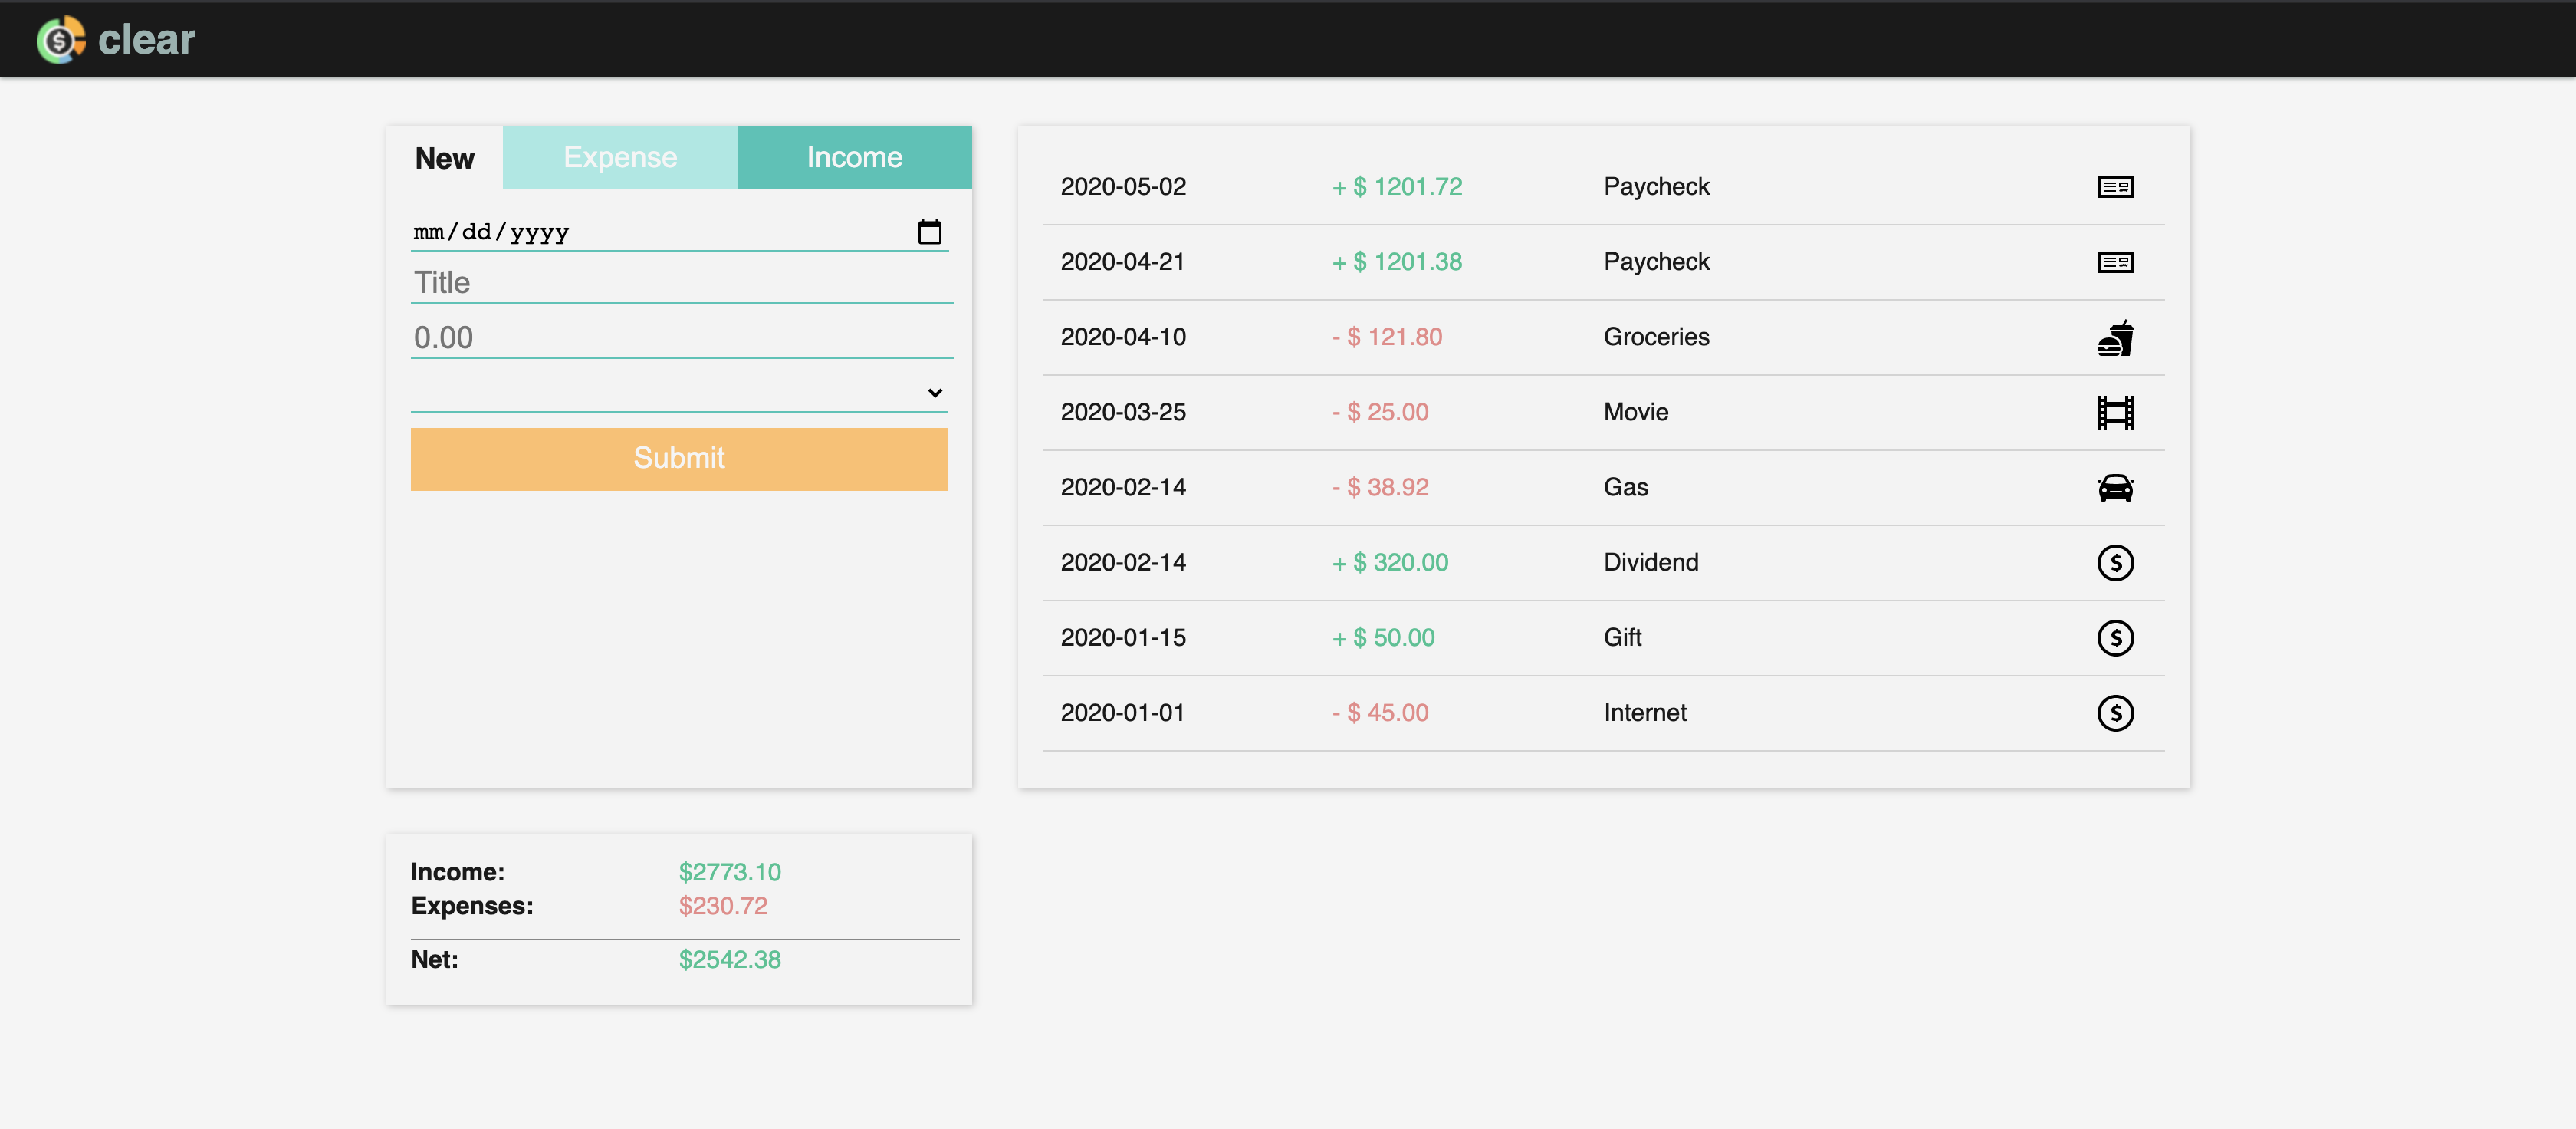 clear
New Expense Income
mm/dd/yyyy
Title
0.00
Submit
2020-05-02 + $ 1201.72 Paycheck
2020-04-21 + $ 1201.38 Paycheck
2020-04-10 - $ 121.80 Groceries
2020-03-25 - $ 25.00 Movie
2020-02-14 - $ 38.92 Gas
2020-02-14 + $ 320.00 Dividend
2020-01-15 + $ 50.00 Gift
2020-01-01 - $ 45.00 Internet
Income: $2773.10
Expenses: $230.72
Net: $2542.38